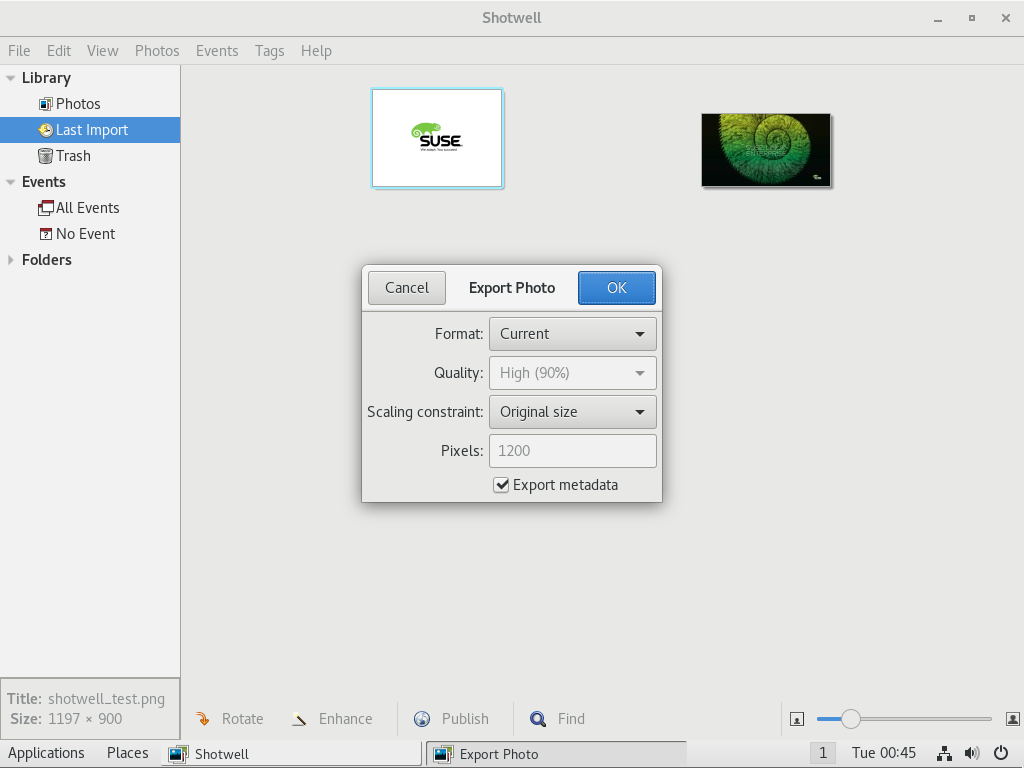 Shotwell
File Edit View Photos Events Tags Help
Library
Photos
Last Import
Trash
Events
All Events
No Event
Folders
SUSE
Cancel Export Photo OK
Format: Current
Quality: High (90%)
Scaling constraint: Original size
Pixels: 1200
Export metadata
Title: shotwell_test.png
Size: 1197 × 900
Rotate Enhance Publish Find
Applications Places Shotwell Export Photo 1 Tue 00:45